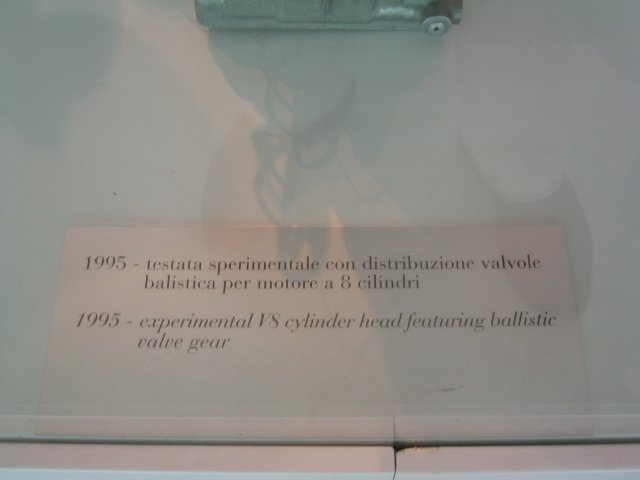 1995 - testata sperimentale con distribuzione valvole
balistica per motore a 8 cilindri
1995 - experimental V8 cylinder head featuring ballistic
valve gear